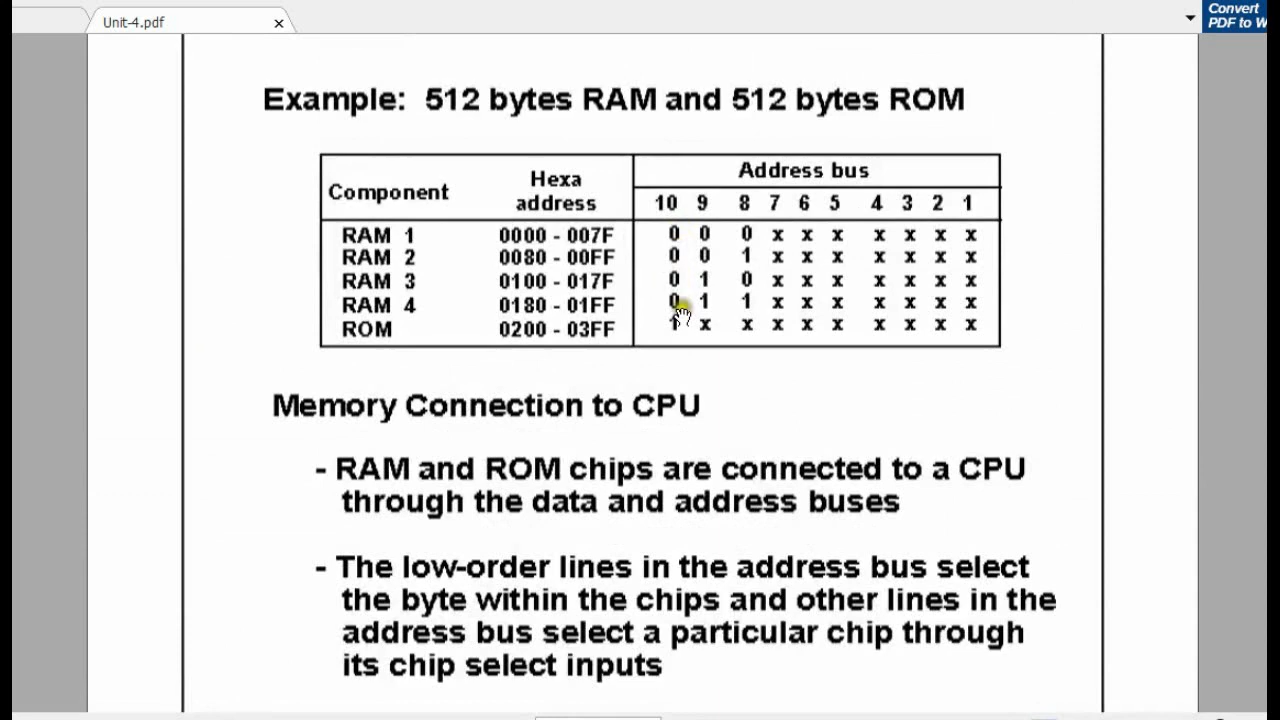 Unit-4.pdf
Convert
PDF to W
Example: 512 bytes RAM and 512 bytes ROM
Component Hexa address Address bus
10 9 8 7 6 5 4 3 2 1
RAM 1 0000 - 007F 0 0 0 x x x x x x x
RAM 2 0080 - 00FF 0 0 1 x x x x x x x
RAM 3 0100 - 017F 0 1 0 x x x x x x x
RAM 4 0180 - 01FF 0 1 1 x x x x x x x
ROM 0200 - 03FF 1 x x x x x x x x x
Memory Connection to CPU
- RAM and ROM chips are connected to a CPU
through the data and address buses
- The low-order lines in the address bus select
the byte within the chips and other lines in the
address bus select a particular chip through
its chip select inputs